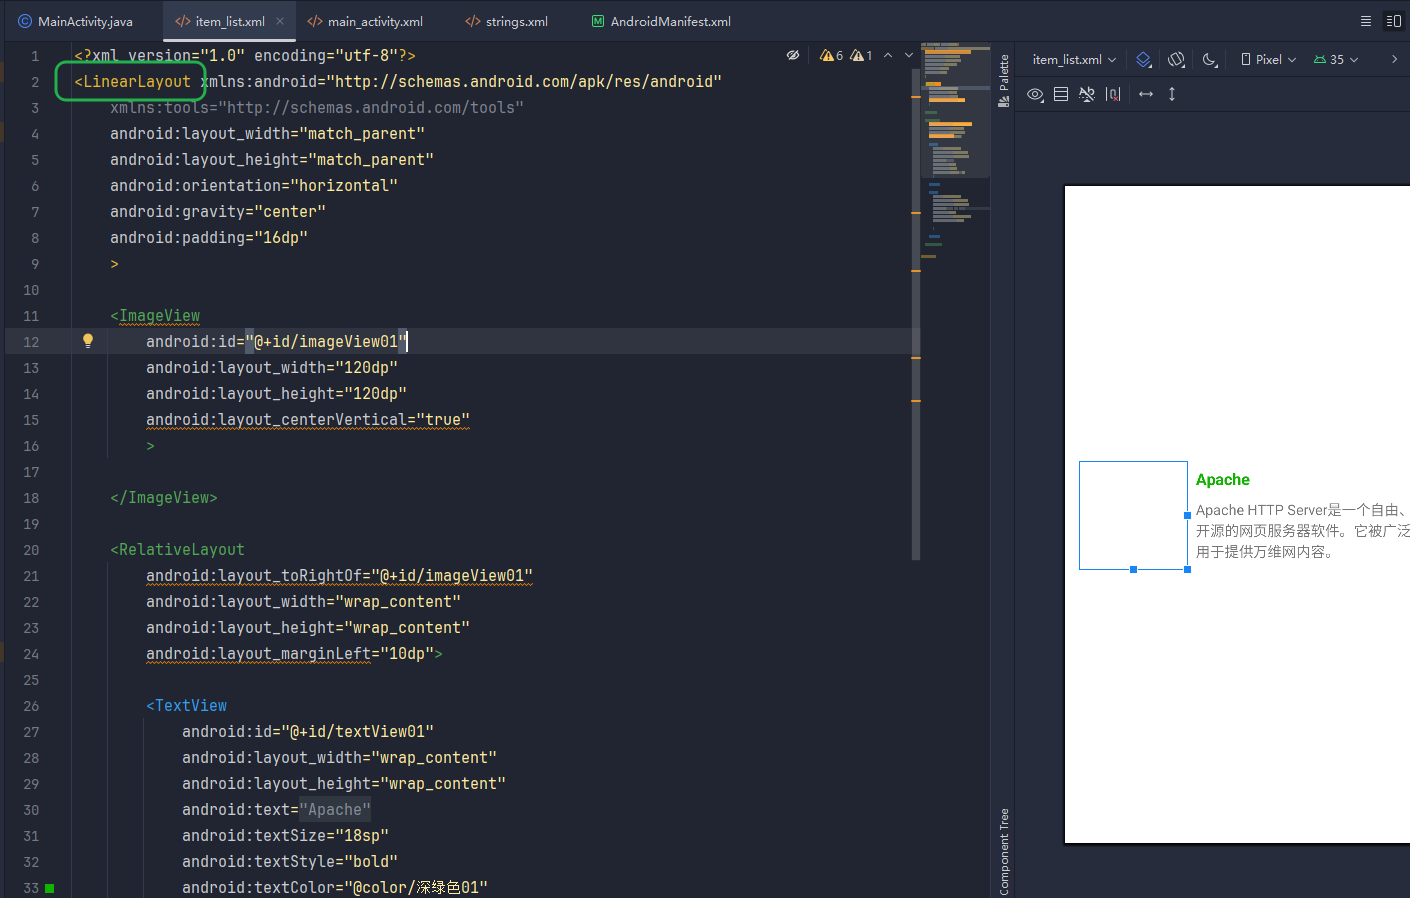 MainActivity.java
item_list.xml
main_activity.xml
strings.xml
AndroidManifest.xml
1 <?xml version="1.0" encoding="utf-8"?>
6 1
2 <LinearLayout xmlns:android="http://schemas.android.com/apk/res/android"
3 xmlns:tools="http://schemas.android.com/tools"
4 android:layout_width="match_parent"
5 android:layout_height="match_parent"
6 android:orientation="horizontal"
7 android:gravity="center"
8 android:padding="16dp"
9 >
10
11 <ImageView
12 android:id="@+id/imageView01"
13 android:layout_width="120dp"
14 android:layout_height="120dp"
15 android:layout_centerVertical="true"
16 >
17
18 </ImageView>
19
20 <RelativeLayout
21 android:layout_toRightOf="@+id/imageView01"
22 android:layout_width="wrap_content"
23 android:layout_height="wrap_content"
24 android:layout_marginLeft="10dp">
25
26 <TextView
27 android:id="@+id/textView01"
28 android:layout_width="wrap_content"
29 android:layout_height="wrap_content"
30 android:text="Apache"
31 android:textSize="18sp"
32 android:textStyle="bold"
33 android:textColor="@color/深绿色01"
Palette
Component Tree
item_list.xml
Pixel
35
Apache
Apache HTTP Server是一个自由、
开源的网页服务器软件。它被广泛
用于提供万维网内容。